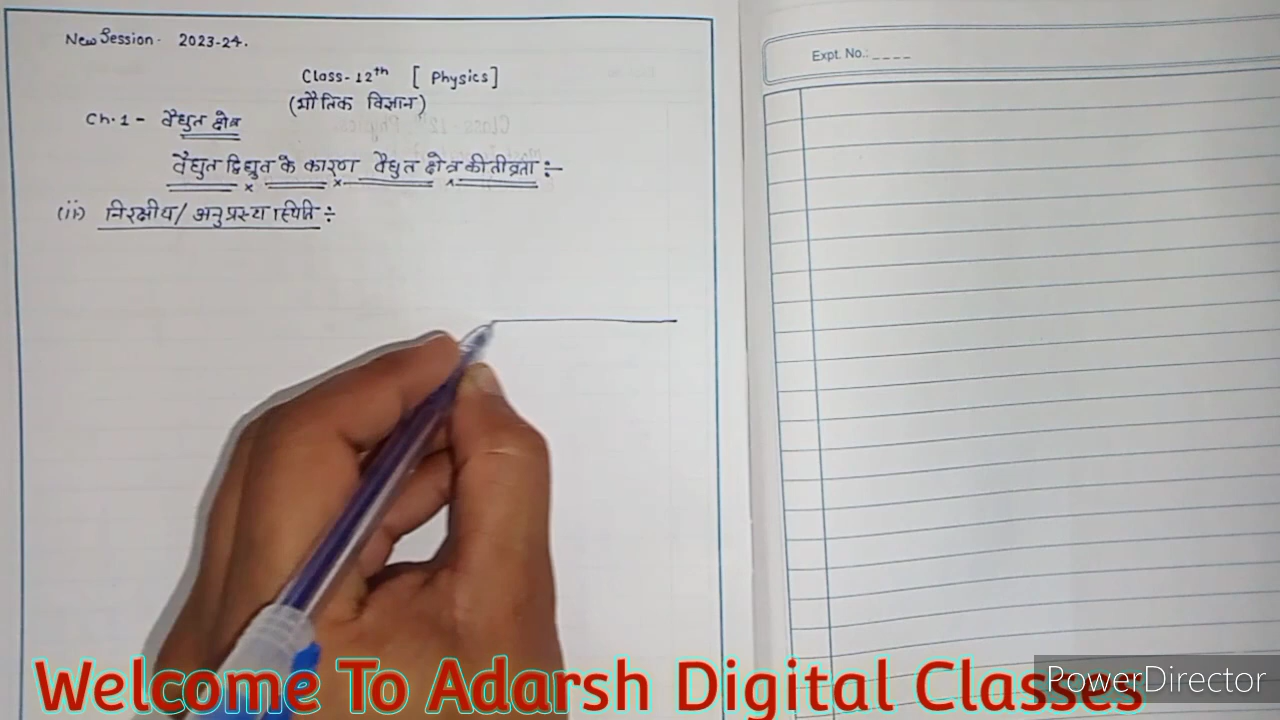 New Session - 2023-24.
Class-12th [ Physics ]
(भौतिक विज्ञान)
Ch.1 - वैधुत क्षेत्र
वैधुत द्विध्रुव के कारण वैधुत क्षेत्र की तीव्रता :-
(ii) निरक्षीय / अनुप्रस्थ स्थिति ÷
Expt. No.: _ _ _ _
Welcome To Adarsh Digital Classes
PowerDirector